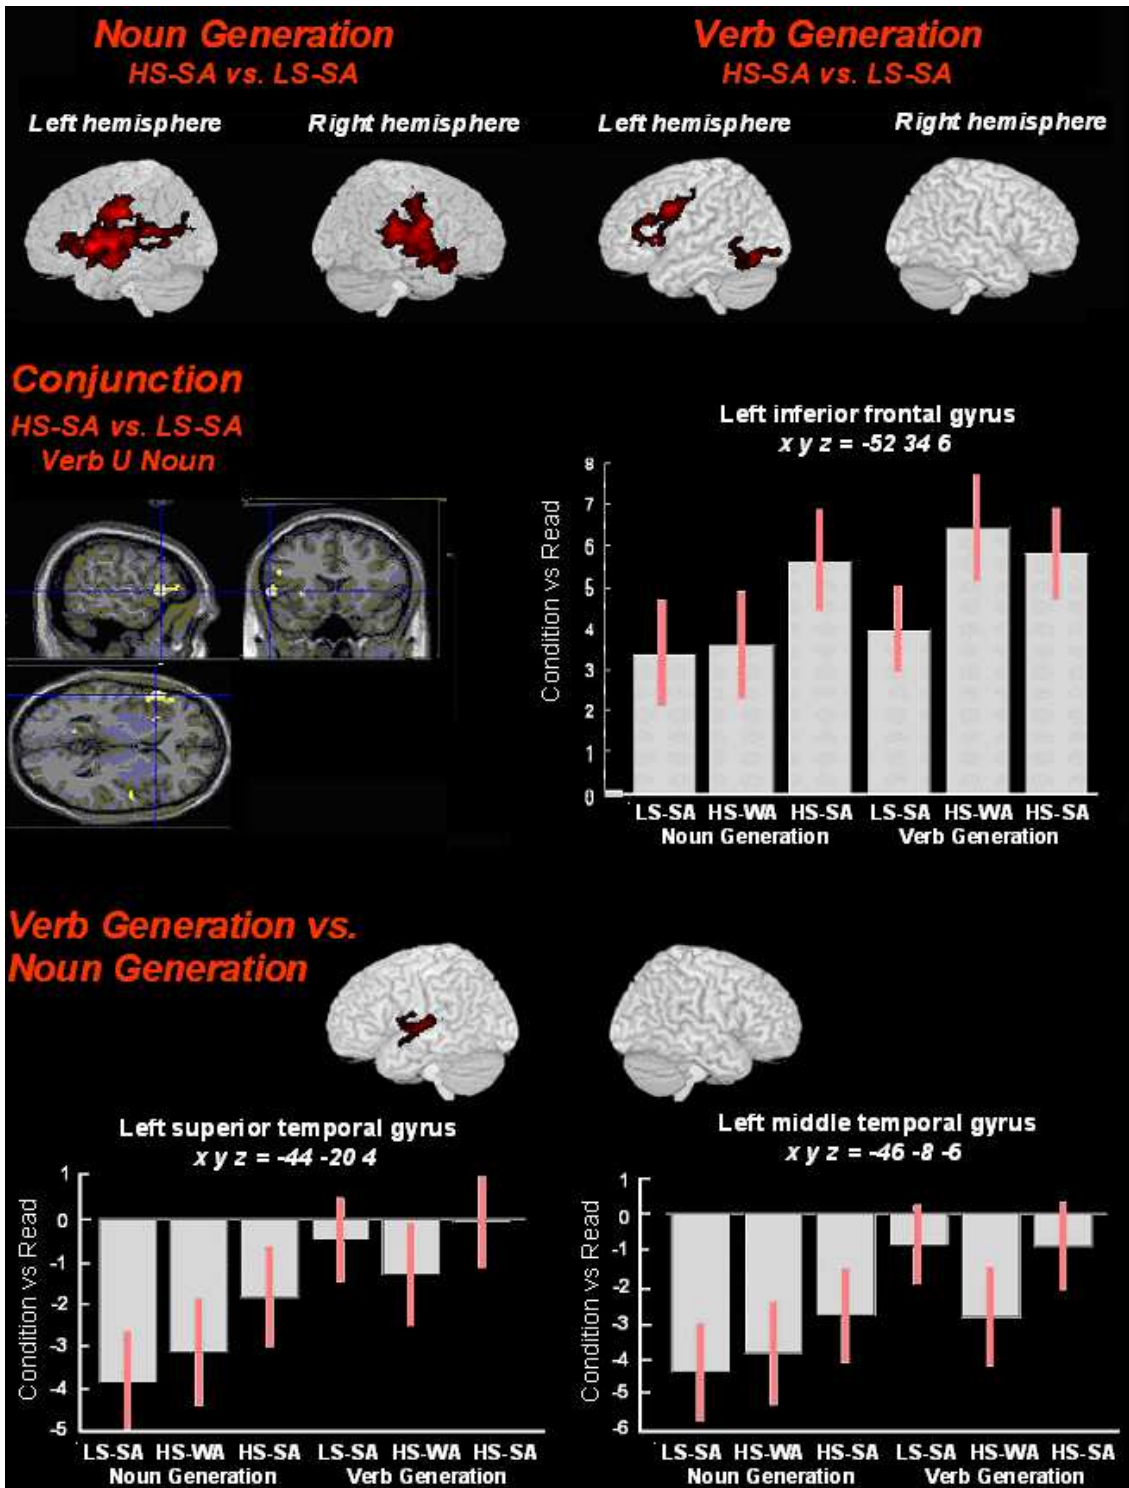 Noun Generation
HS-SA vs. LS-SA
Verb Generation
HS-SA vs. LS-SA
Left hemisphere
Right hemisphere
Left hemisphere
Right hemisphere
Conjunction
HS-SA vs. LS-SA
Verb U Noun
Left inferior frontal gyrus
x y z = -52 34 6
Condition vs Read
8
7
6
5
4
3
2
1
0
LS-SA HS-WA HS-SA LS-SA HS-WA HS-SA
Noun Generation Verb Generation
Verb Generation vs.
Noun Generation
Left superior temporal gyrus
x y z = -44 -20 4
Condition vs Read
1
0
-1
-2
-3
-4
-5
LS-SA HS-WA HS-SA LS-SA HS-WA HS-SA
Noun Generation Verb Generation
Left middle temporal gyrus
x y z = -46 -8 -6
Condition vs Read
1
0
-1
-2
-3
-4
-5
-6
LS-SA HS-WA HS-SA LS-SA HS-WA HS-SA
Noun Generation Verb Generation